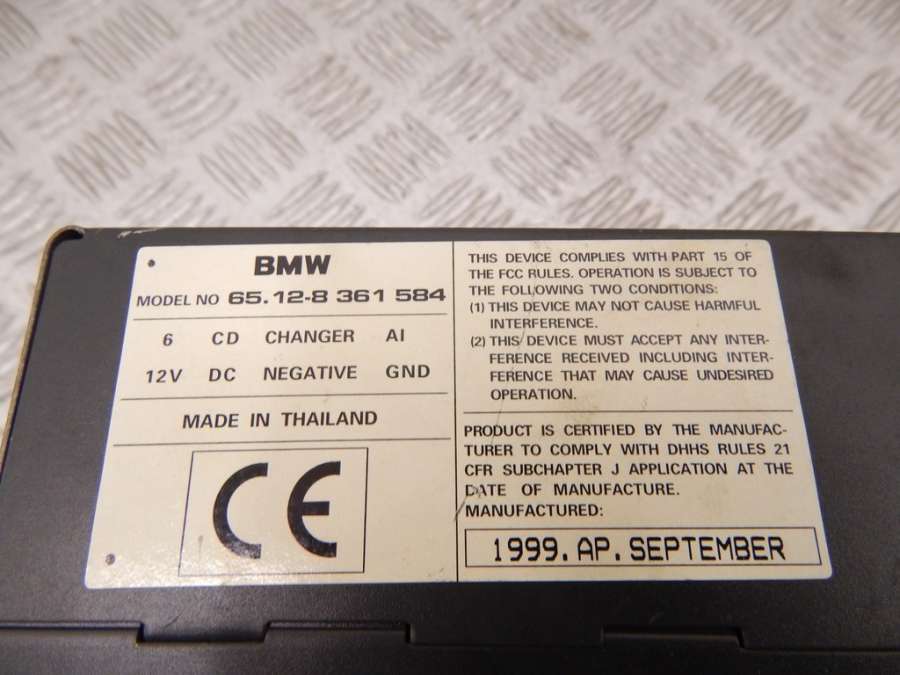 BMW
MODEL NO 65.12-8 361 584
6 CD CHANGER AI
12V DC NEGATIVE GND
MADE IN THAILAND
CE
THIS DEVICE COMPLIES WITH PART 15 OF
THE FCC RULES. OPERATION IS SUBJECT TO
THE FOLLOWING TWO CONDITIONS:
(1) THIS DEVICE MAY NOT CAUSE HARMFUL
INTERFERENCE.
(2) THIS DEVICE MUST ACCEPT ANY INTER-
FERENCE RECEIVED INCLUDING INTER-
FERENCE THAT MAY CAUSE UNDESIRED
OPERATION.
PRODUCT IS CERTIFIED BY THE MANUFAC-
TURER TO COMPLY WITH DHHS RULES 21
CFR SUBCHAPTER J APPLICATION AT THE
DATE OF MANUFACTURE.
MANUFACTURED:
1999. AP. SEPTEMBER